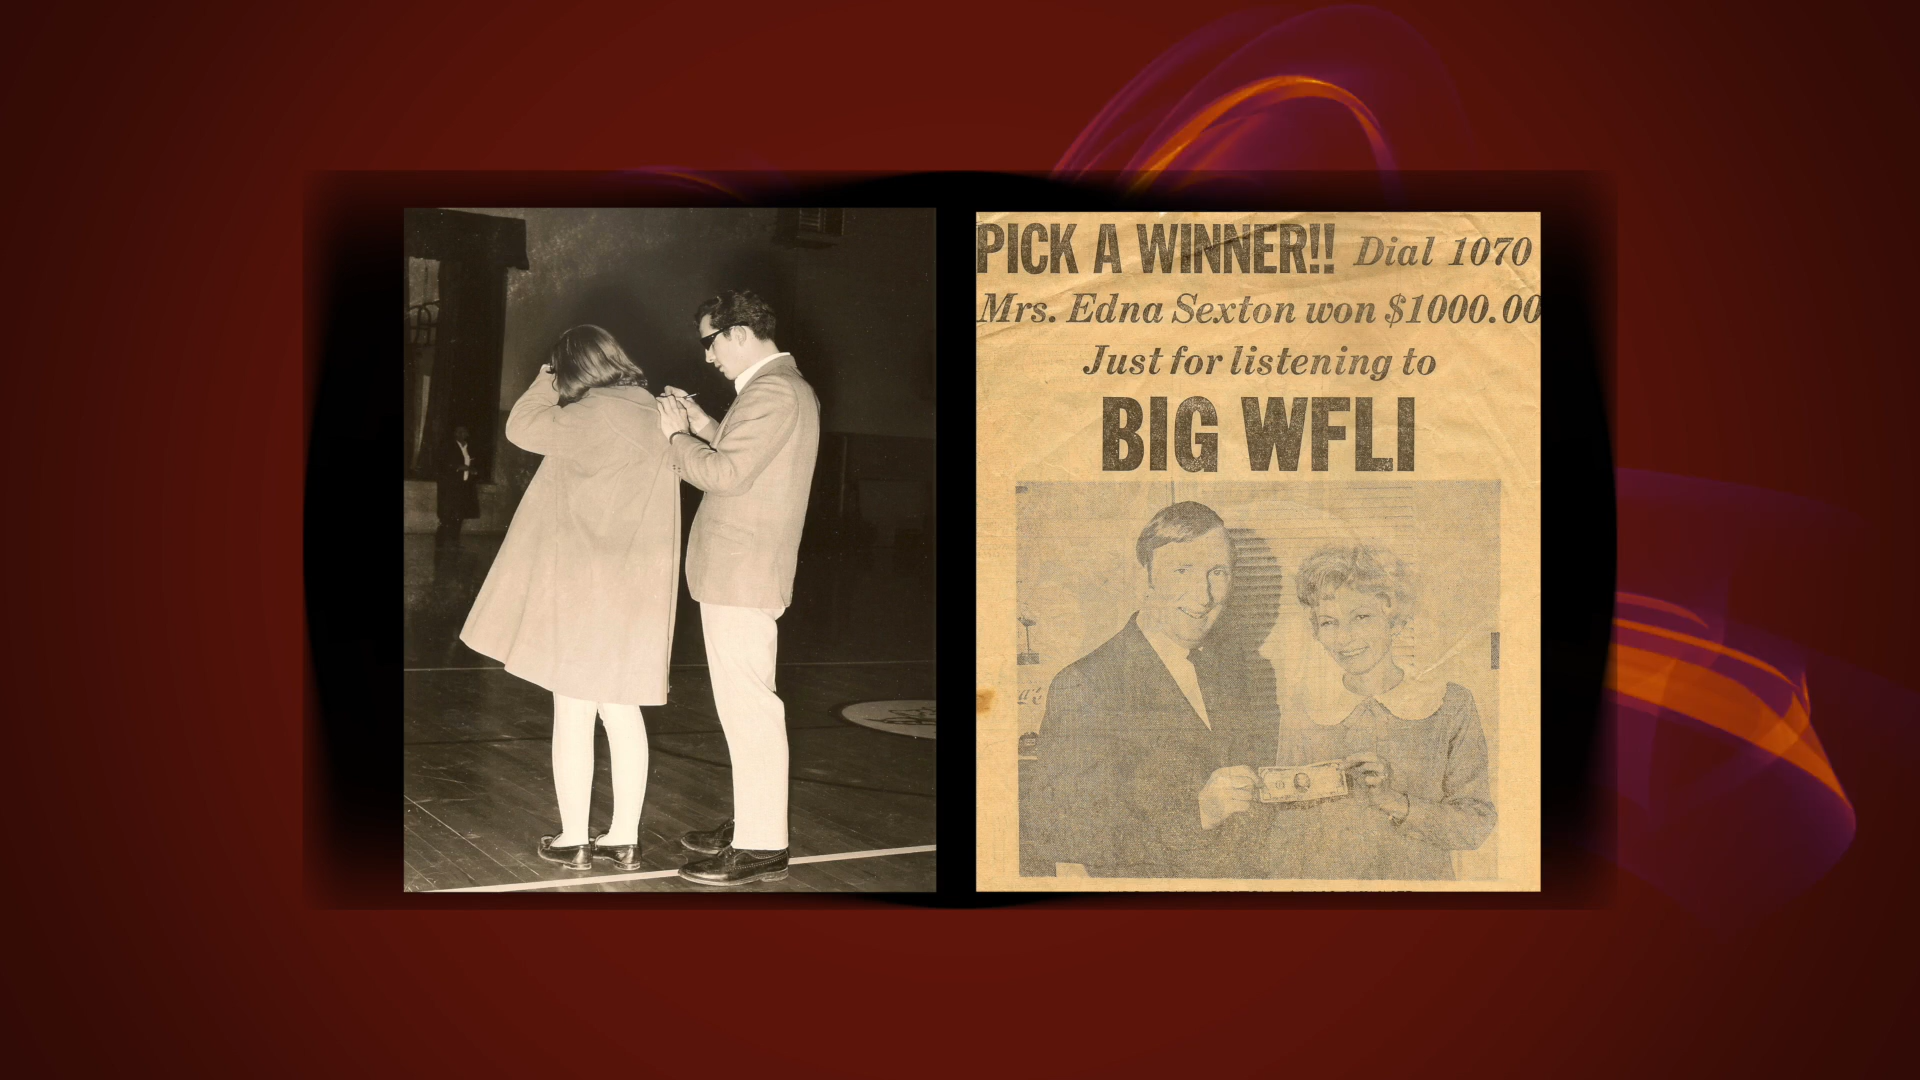 PICK A WINNER!! Dial 1070
Mrs. Edna Sexton won $1000.00
Just for listening to
BIG WFLI